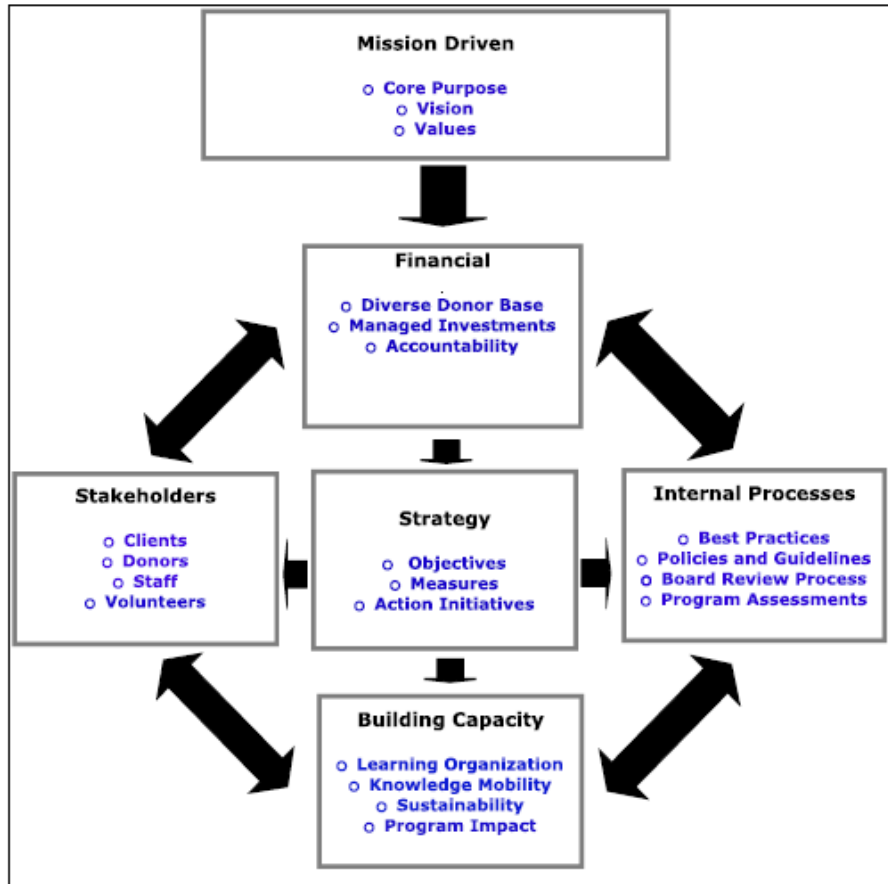 Mission Driven
o Core Purpose
o Vision
o Values
Financial
o Diverse Donor Base
o Managed Investments
o Accountability
Stakeholders
o Clients
o Donors
o Staff
o Volunteers
Strategy
o Objectives
o Measures
o Action Initiatives
Internal Processes
o Best Practices
o Policies and Guidelines
o Board Review Process
o Program Assessments
Building Capacity
o Learning Organization
o Knowledge Mobility
o Sustainability
o Program Impact